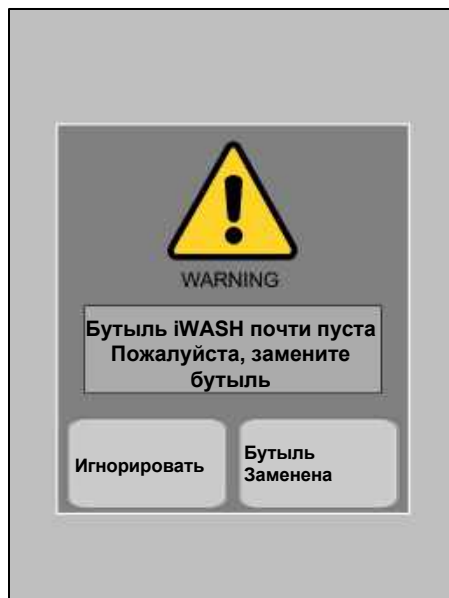 WARNING
Бутыль iWASH почти пуста
Пожалуйста, замените
бутыль
Игнорировать
Бутыль
Заменена